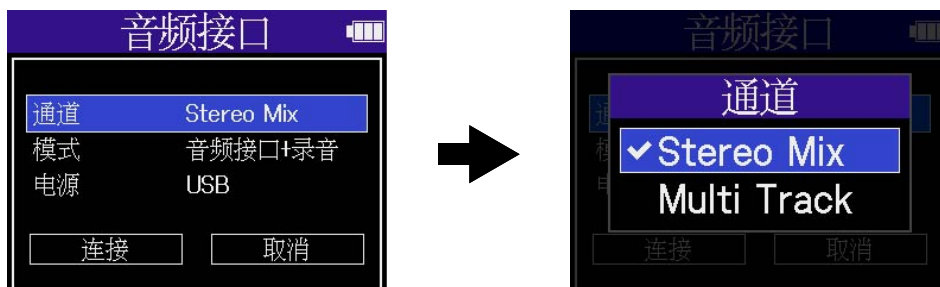 音频接口
通道 Stereo Mix
模式 音频接口+录音
电源 USB
连接 取消
音频接口
通道
Stereo Mix
Multi Track
连接 取消